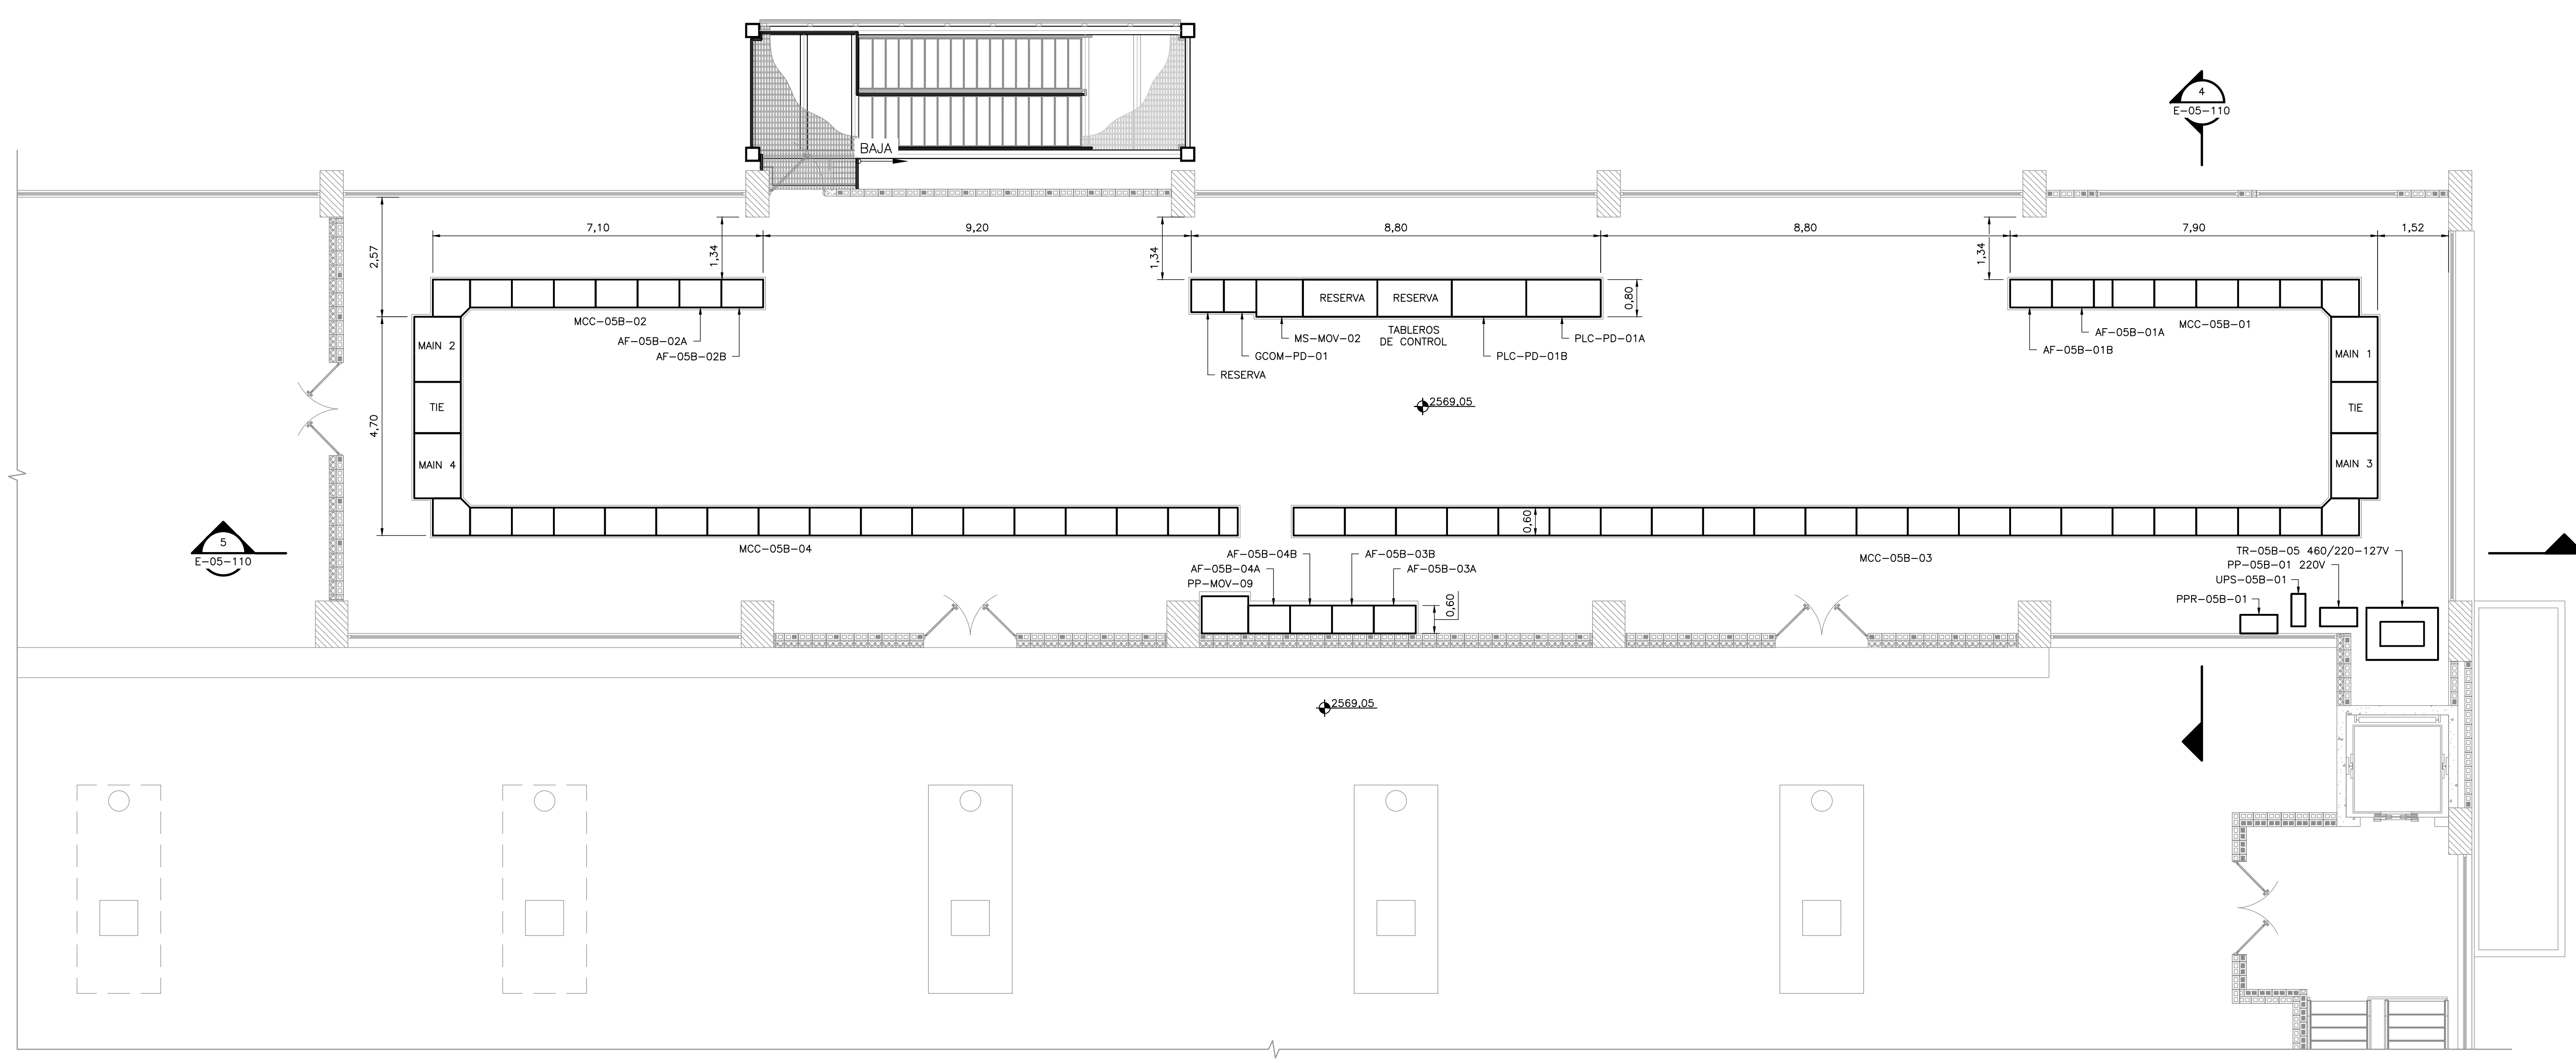 BAJA
4
E-05-110
7,10
9,20
8,80
8,80
7,90
1,52
2,57
1,34
1,34
1,34
RESERVA
RESERVA
0,80
MCC-05B-02
AF-05B-02A
AF-05B-02B
MS-MOV-02
GCOM-PD-01
RESERVA
TABLEROS
DE CONTROL
PLC-PD-01B
PLC-PD-01A
AF-05B-01B
AF-05B-01A
MCC-05B-01
MAIN 2
TIE
MAIN 4
4,70
2569,05
MAIN 1
TIE
MAIN 3
0,60
MCC-05B-04
MCC-05B-03
5
E-05-110
AF-05B-04B
AF-05B-04A
PP-MOV-09
AF-05B-03B
AF-05B-03A
0,60
TR-05B-05 460/220-127V
PP-05B-01 220V
UPS-05B-01
PPR-05B-01
2569,05